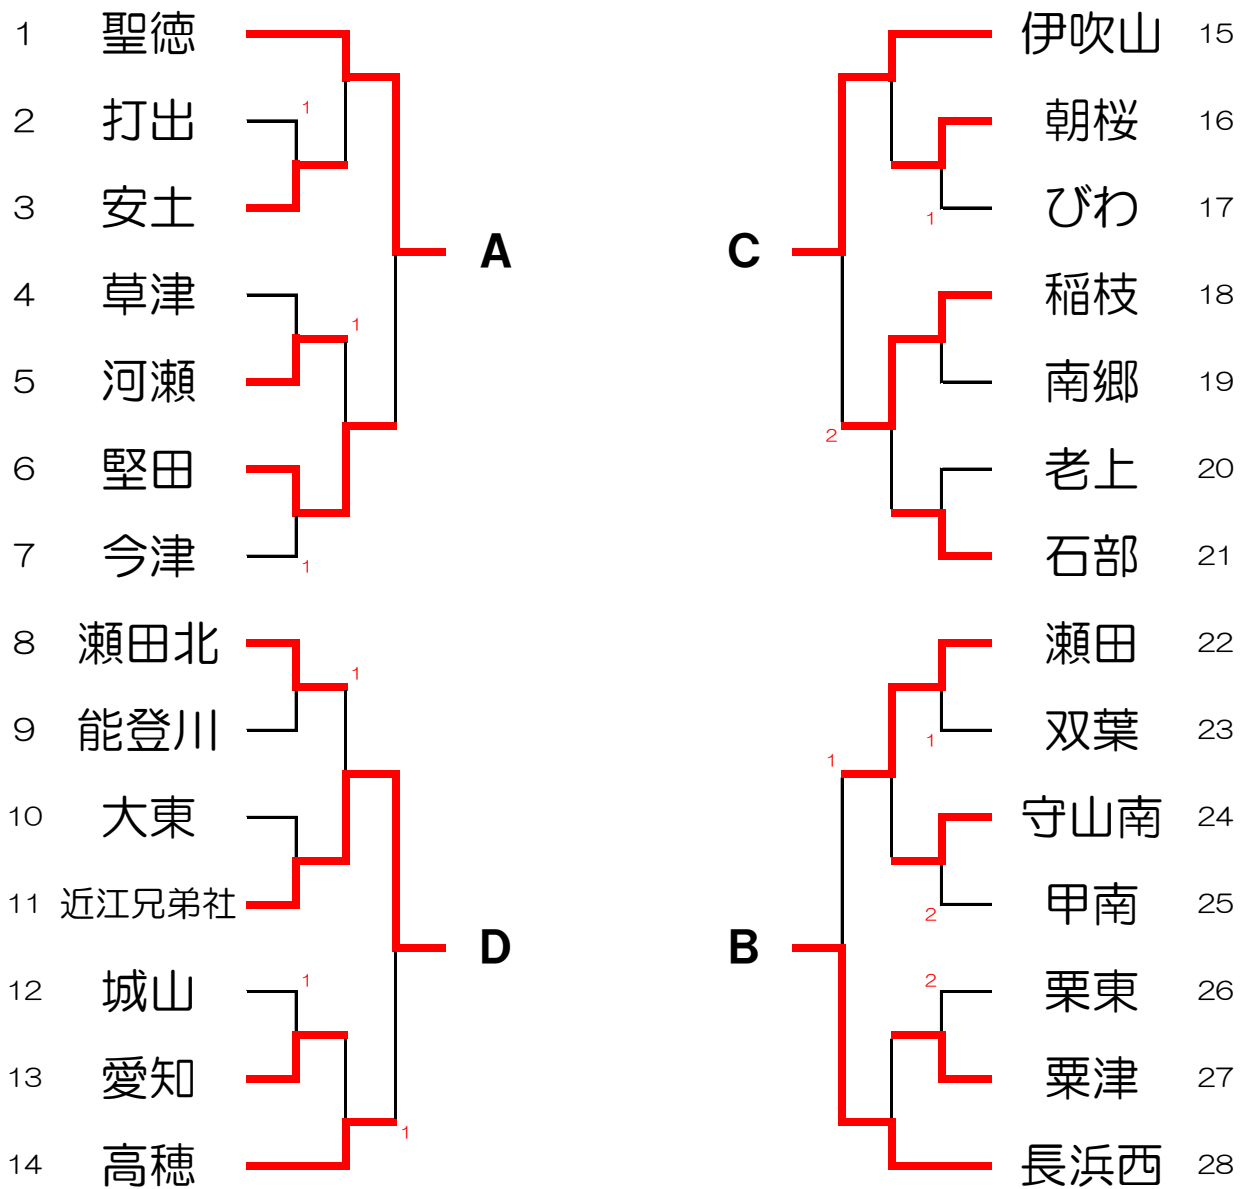 1 聖徳
1
2 打出
3 安土
A
4 草津
1
5 河瀬
6 堅田
7 今津
1
8 瀬田北
1
9 能登川
10 大東
11 近江兄弟社
D
12 城山
1
13 愛知
1
14 高穂
伊吹山 15
朝桜 16
びわ 17
1
C
稲枝 18
南郷 19
2
老上 20
石部 21
瀬田 22
双葉 23
1
1
守山南 24
甲南 25
2
B
2
栗東 26
粟津 27
長浜西 28